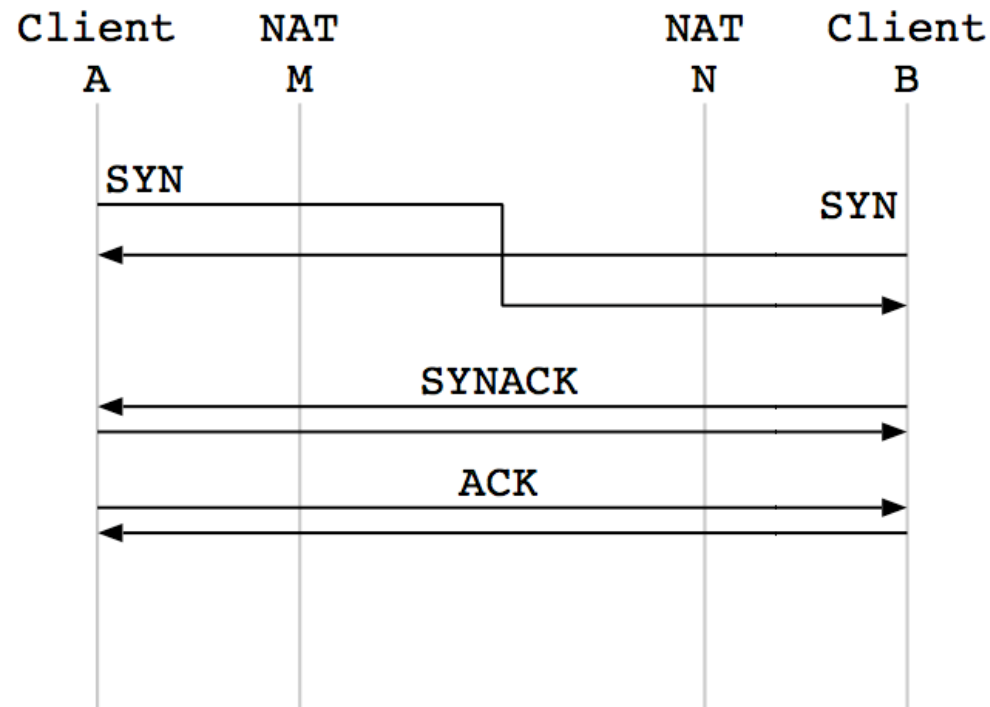 Client NAT NAT Client
A M N B
SYN
SYN
SYNACK
ACK